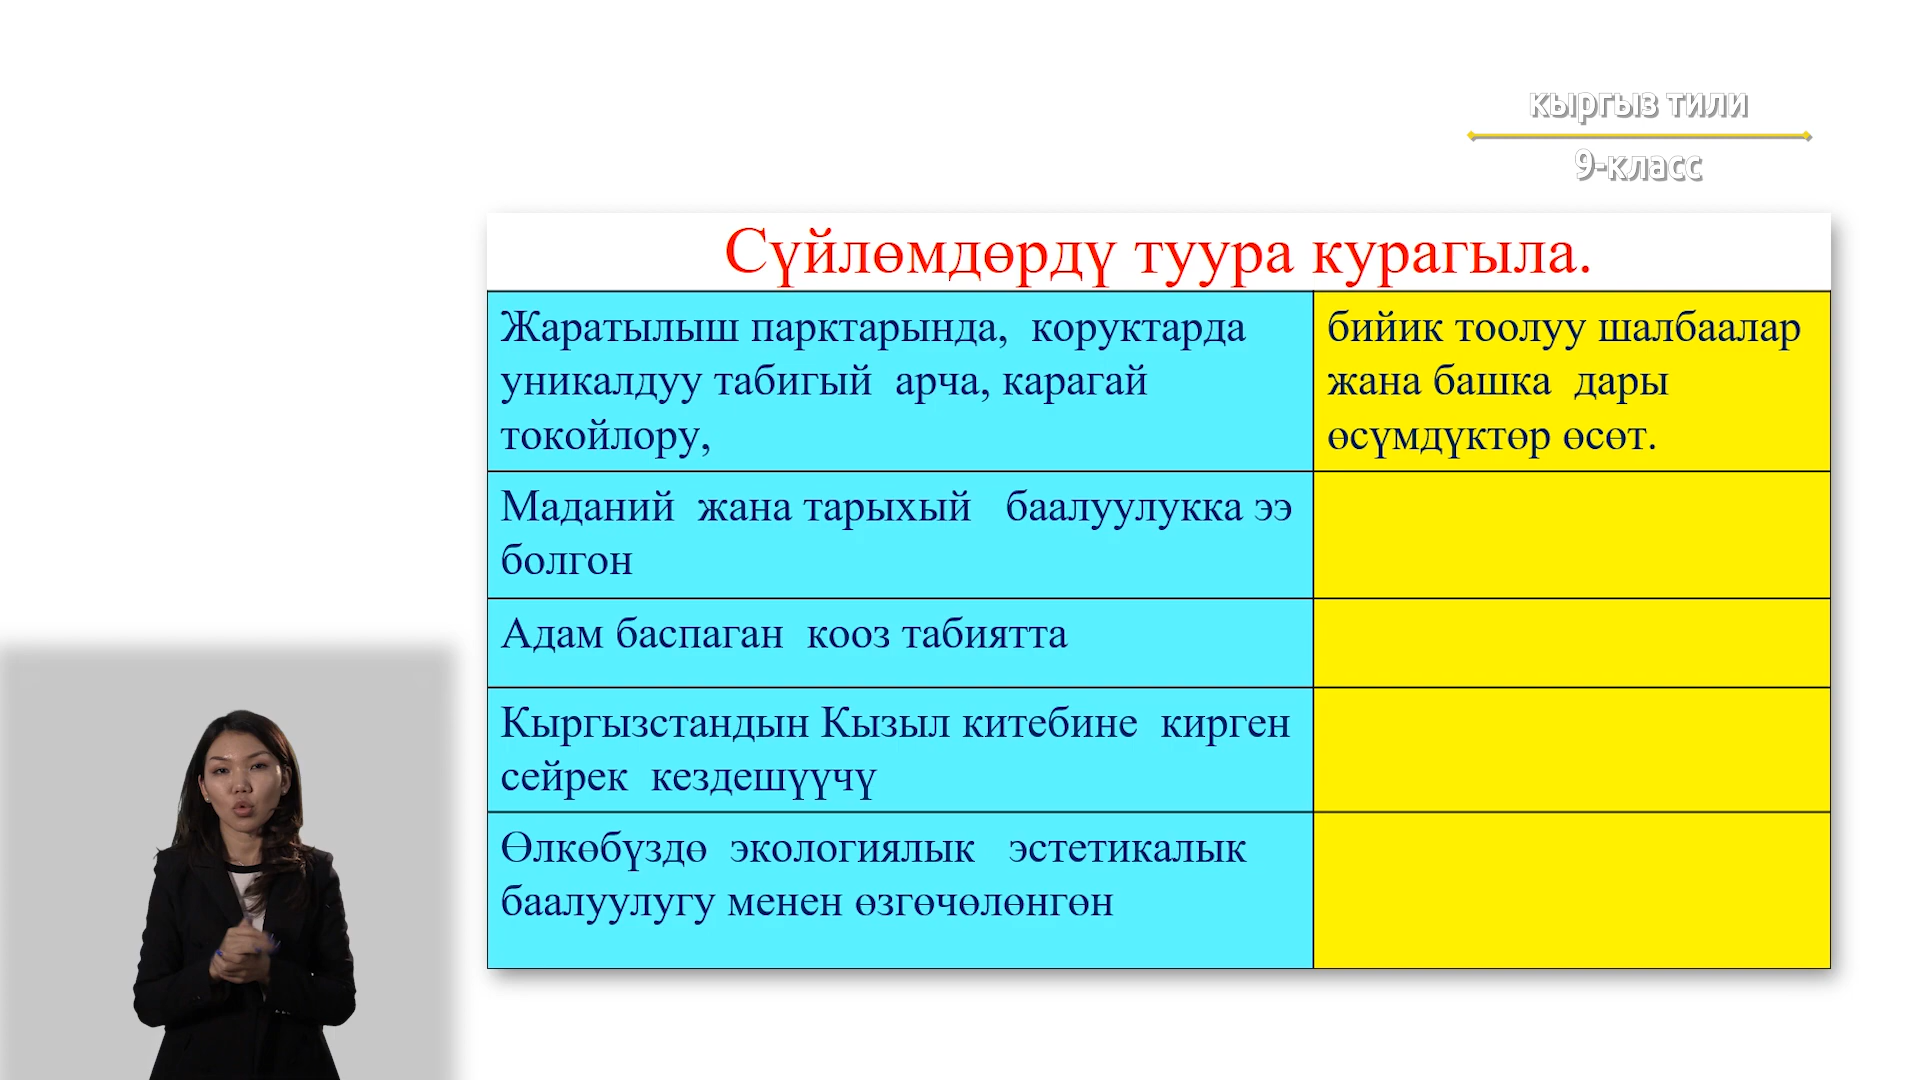 кыргыз тили
9-класс
Сүйлөмдөрдү туура курагыла.
Жаратылыш парктарында, коруктарда
уникалдуу табигый арча, карагай
токойлору,
бийик тоолуу шалбаалар
жана башка дары
өсүмдүктөр өсөт.
Маданий жана тарыхый баалуулукка ээ
болгон
Адам баспаган кооз табиятта
Кыргызстандын Кызыл китебине кирген
сейрек кездешүүчү
Өлкөбүздө экологиялык эстетикалык
баалуулугу менен өзгөчөлөнгөн